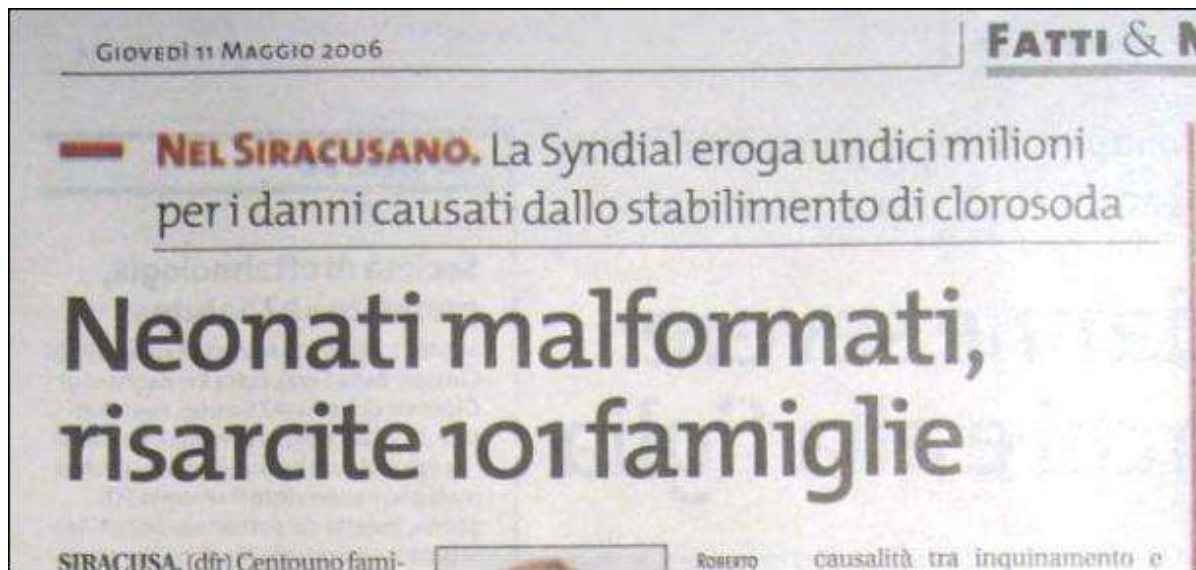 GIOVEDÌ 11 MAGGIO 2006
FATTI &
NEL SIRACUSANO. La Syndial eroga undici milioni
per i danni causati dallo stabilimento di clorosoda
Neonati malformati,
risarcite 101 famiglie
SIRACUSA. (dfr) Centouno fami-
ROBERTO
causalità tra inquinamento e